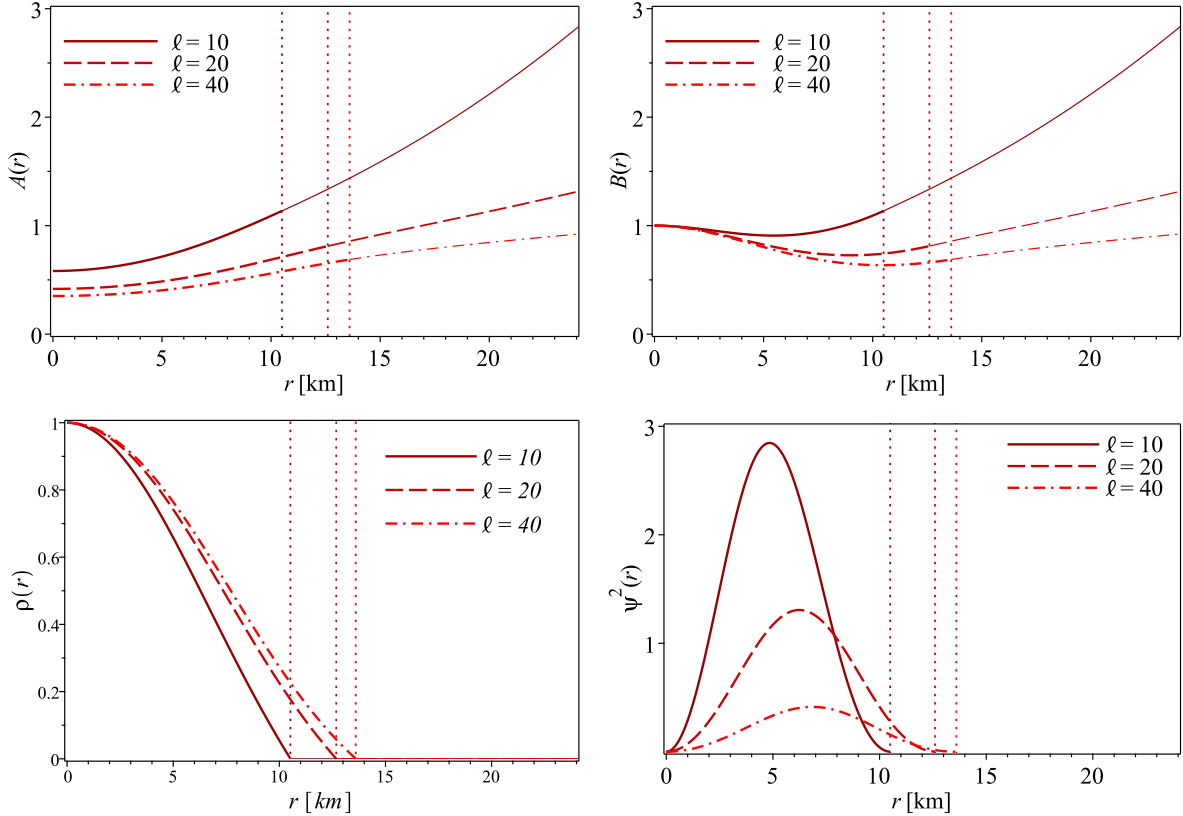 3
2
1
0
A(r)
ℓ = 10
ℓ = 20
ℓ = 40
0 5 10 15 20
r [km]
3
2
1
0
B(r)
ℓ = 10
ℓ = 20
ℓ = 40
0 5 10 15 20
r [km]
1
0.8
0.6
0.4
0.2
0
ρ(r)
ℓ = 10
ℓ = 20
ℓ = 40
0 5 10 15 20
r [km]
3
2
1
0
ψ²(r)
ℓ = 10
ℓ = 20
ℓ = 40
0 5 10 15 20
r [km]